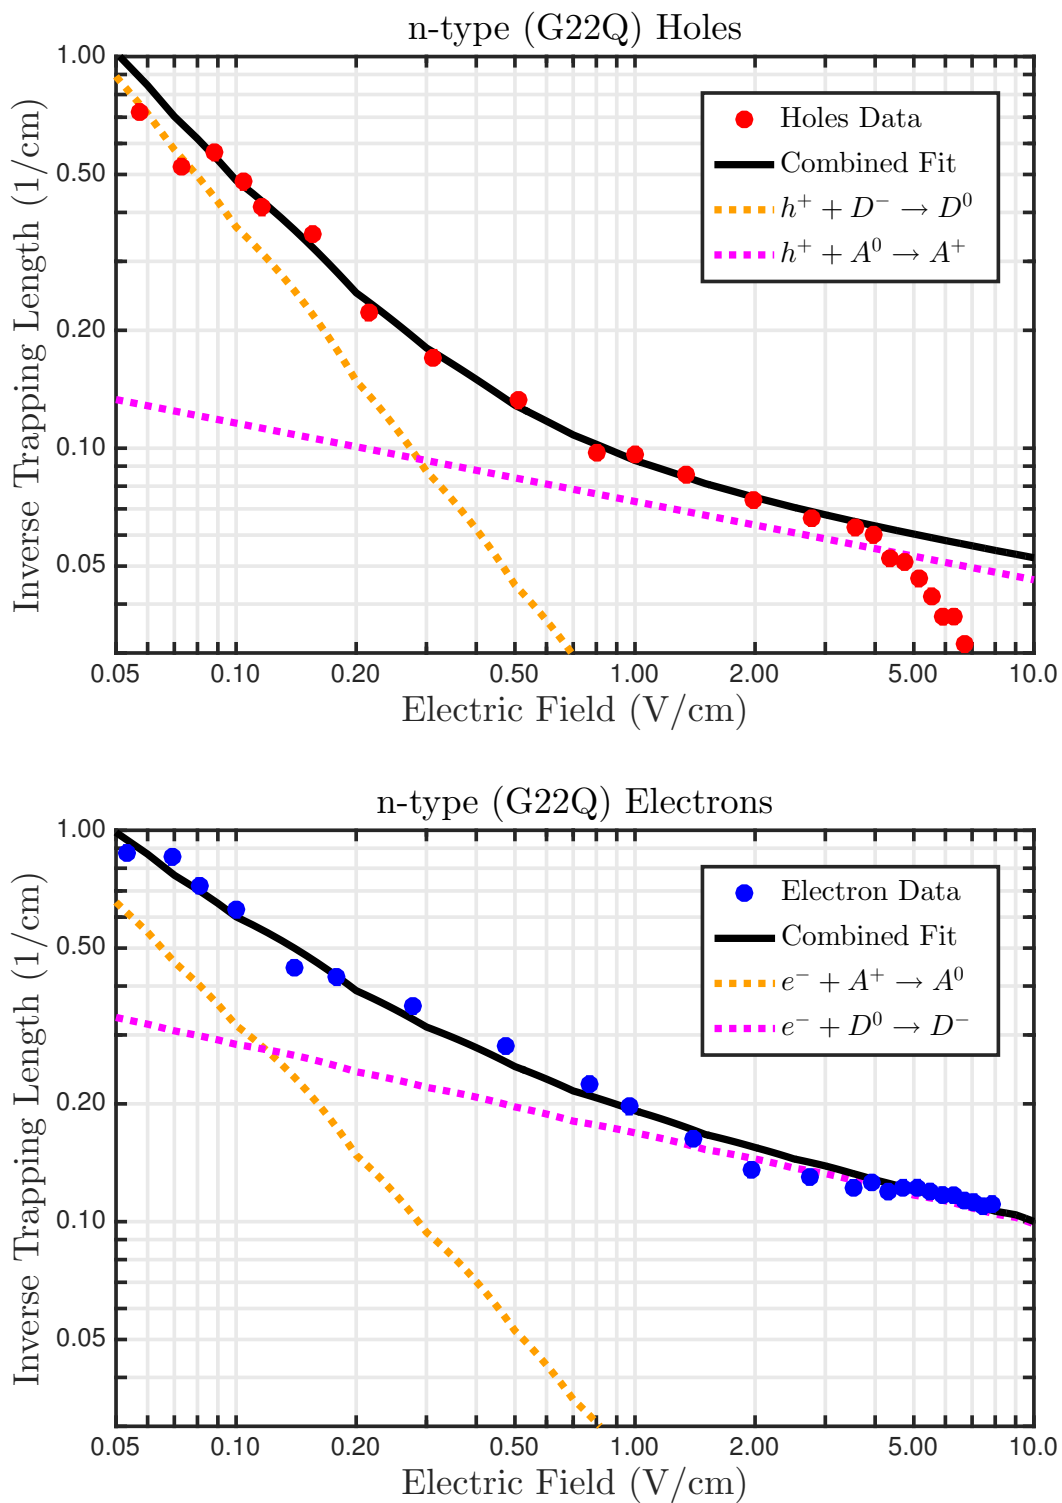 n-type (G22Q) Holes
Inverse Trapping Length (1/cm)
1.00
0.50
0.20
0.10
0.05
Holes Data
Combined Fit
h⁺ + D⁻ → D⁰
h⁺ + A⁰ → A⁺
0.05 0.10 0.20 0.50 1.00 2.00 5.00 10.0
Electric Field (V/cm)
n-type (G22Q) Electrons
Inverse Trapping Length (1/cm)
1.00
0.50
0.20
0.10
0.05
Electron Data
Combined Fit
e⁻ + A⁺ → A⁰
e⁻ + D⁰ → D⁻
0.05 0.10 0.20 0.50 1.00 2.00 5.00 10.0
Electric Field (V/cm)